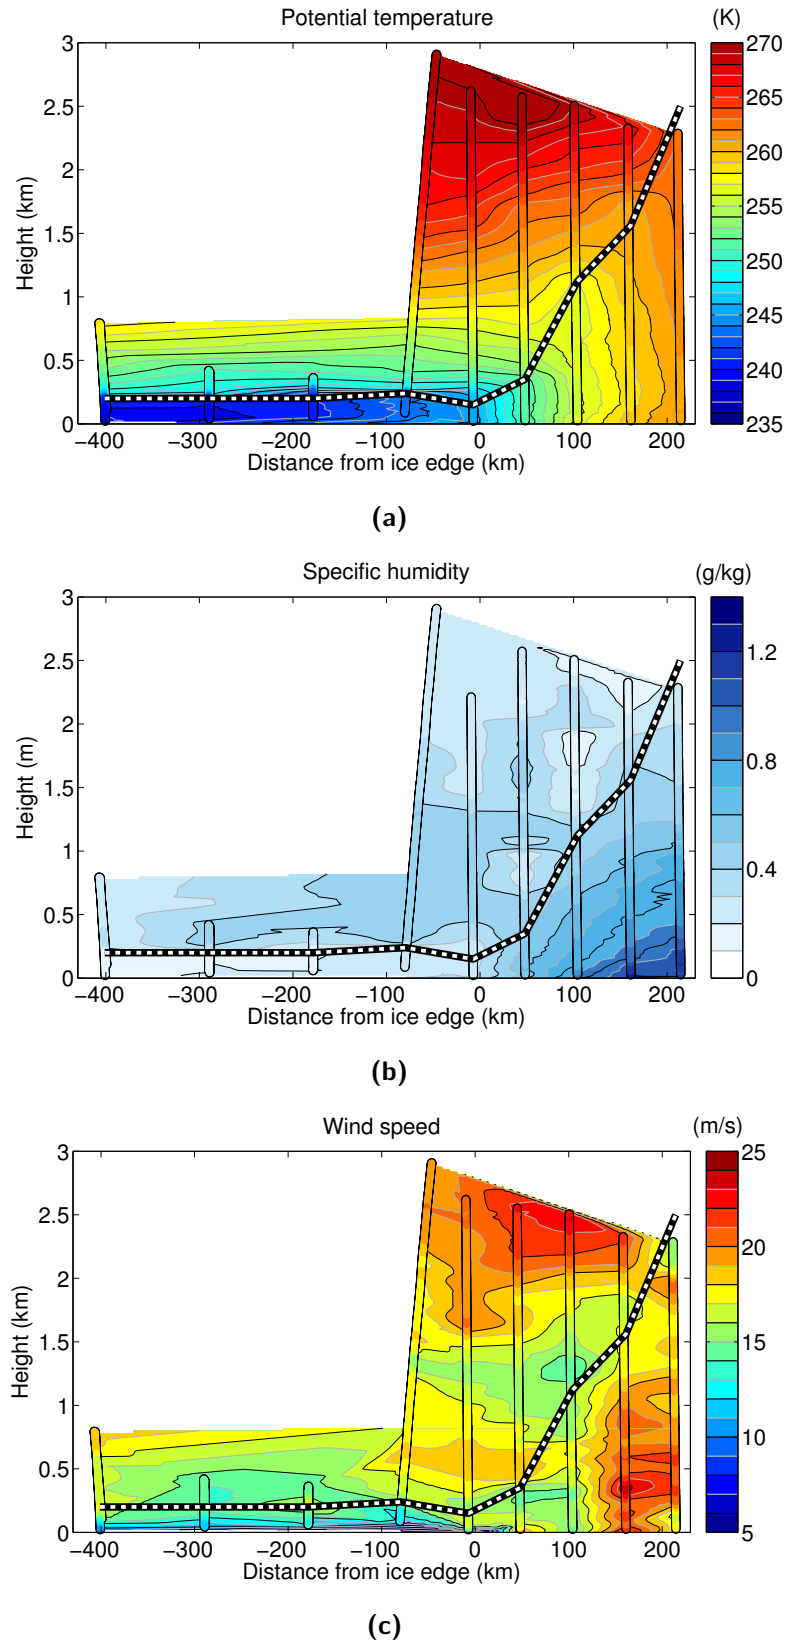 Potential temperature (K)
3
2.5
2
1.5
1
0.5
0
Height (km)
−400 −300 −200 −100 0 100 200
Distance from ice edge (km)
270
265
260
255
250
245
240
235
(a)
Specific humidity (g/kg)
3
2.5
2
1.5
1
0.5
0
Height (m)
−400 −300 −200 −100 0 100 200
Distance from ice edge (km)
1.2
0.8
0.4
0
(b)
Wind speed (m/s)
3
2.5
2
1.5
1
0.5
0
Height (km)
−400 −300 −200 −100 0 100 200
Distance from ice edge (km)
25
20
15
10
5
(c)